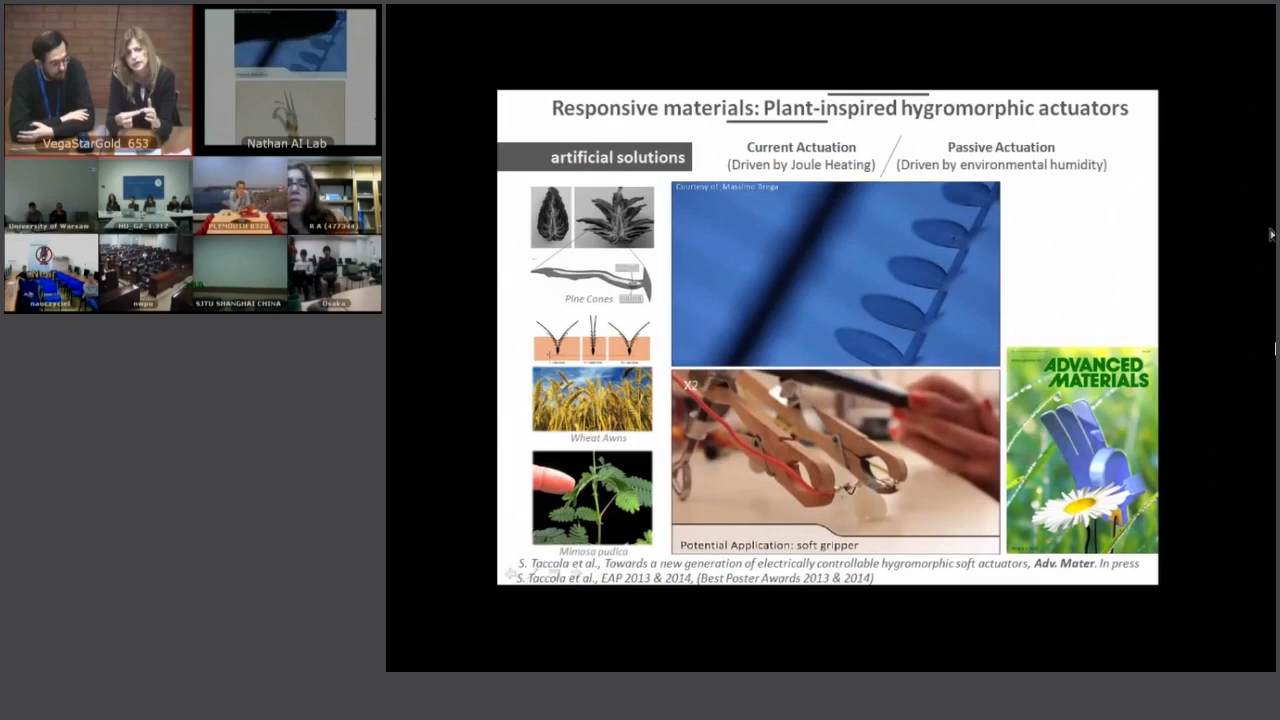 VegaStarGold_653
Nathan AI Lab
University of Warsaw
HU_G2_1.312
PLYMOUTH B320
R A (477344)
nauczyciel
nwpu
SJTU SHANGHAI CHINA
Osaka
Responsive materials: Plant-inspired hygromorphic actuators
artificial solutions
Current Actuation
(Driven by Joule Heating)
Passive Actuation
(Driven by environmental humidity)
Courtesy of Massimo Brega
Pine Cones
Wheat Awns
Mimosa pudica
X2
Potential Application: soft gripper
ADVANCED
MATERIALS
S. Taccola et al., Towards a new generation of electrically controllable hygromorphic soft actuators, Adv. Mater. In press
S. Taccola et al., EAP 2013 & 2014, (Best Poster Awards 2013 & 2014)